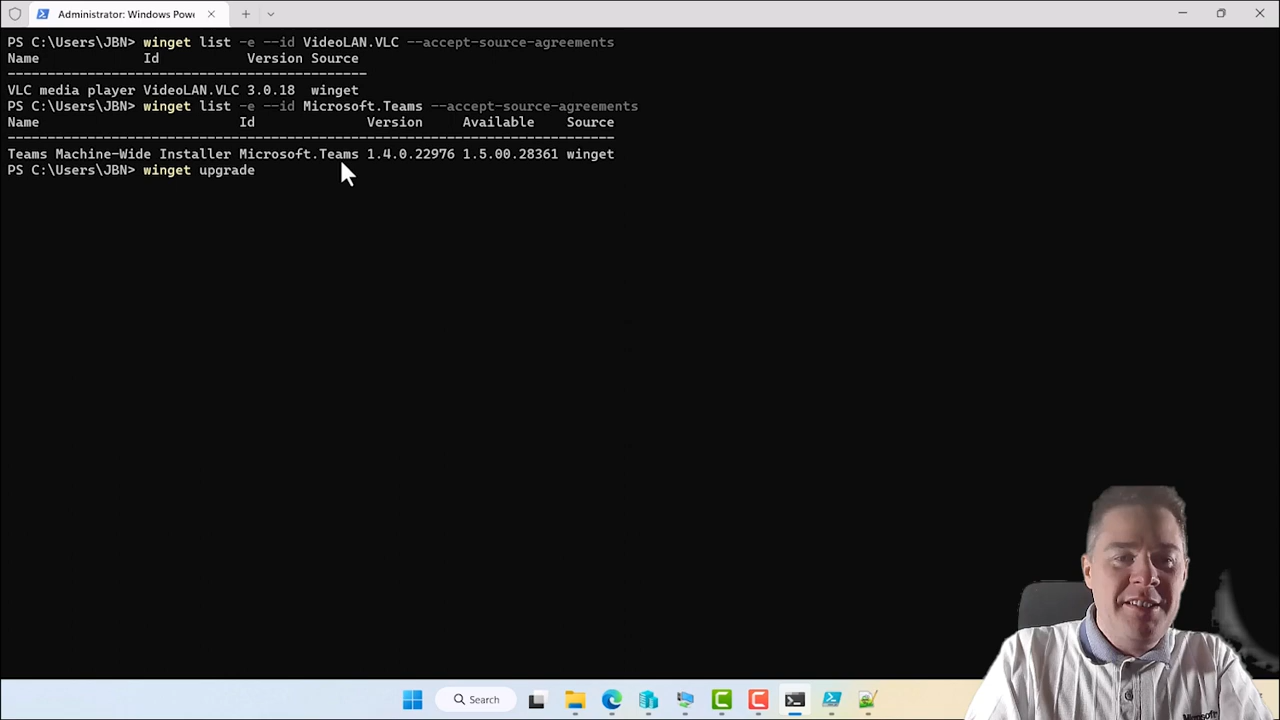 Administrator: Windows Powe
PS C:\Users\JBN> winget list -e --id VideoLAN.VLC --accept-source-agreements
Name Id Version Source
----------------------------------------------
VLC media player VideoLAN.VLC 3.0.18 winget
PS C:\Users\JBN> winget list -e --id Microsoft.Teams --accept-source-agreements
Name Id Version Available Source
----------------------------------------------------------------------------
Teams Machine-Wide Installer Microsoft.Teams 1.4.0.22976 1.5.00.28361 winget
PS C:\Users\JBN> winget upgrade
Microsoft
Search